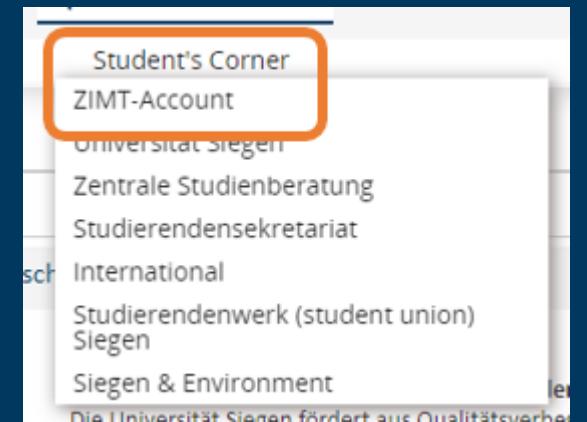 Student's Corner
ZIMT-Account
Universität Siegen
Zentrale Studienberatung
Studierendensekretariat
sch International
Studierendenwerk (student union)
Siegen
Siegen & Environment
Die Universität Siegen fördert aus